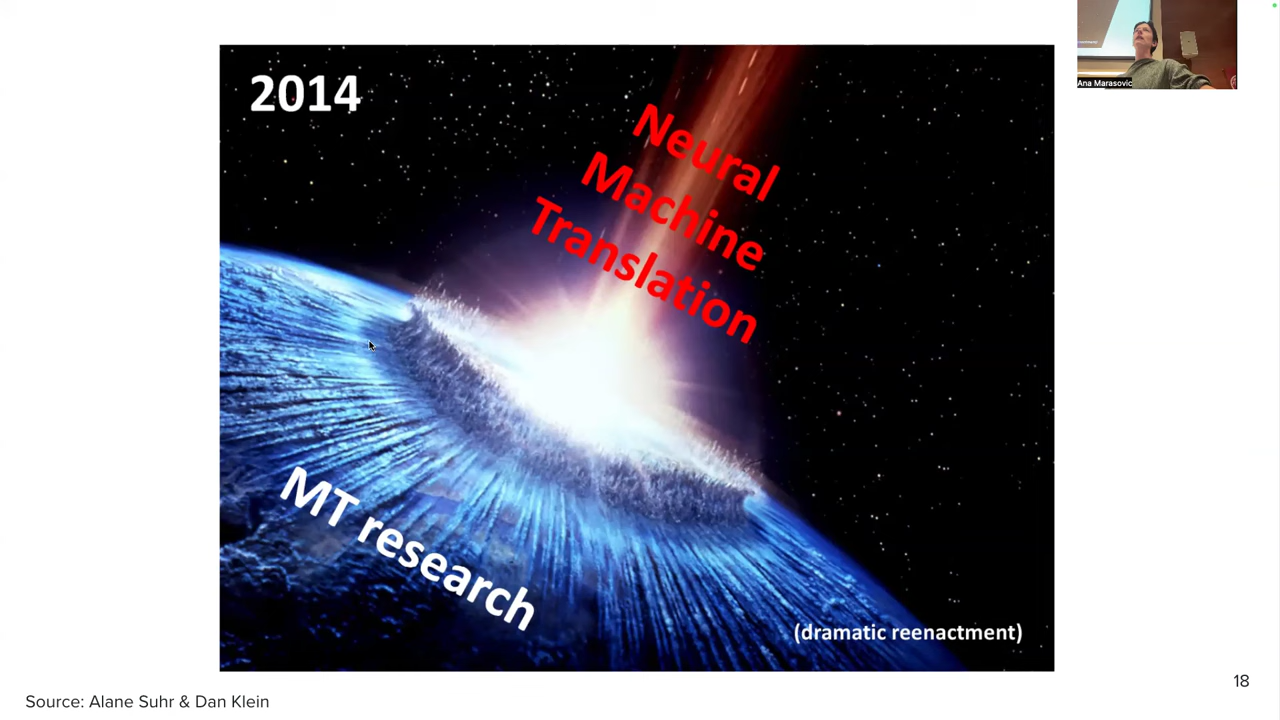 2014
Neural
Machine
Translation
MT research
(dramatic reenactment)
Ana Marasovic
18
Source: Alane Suhr & Dan Klein